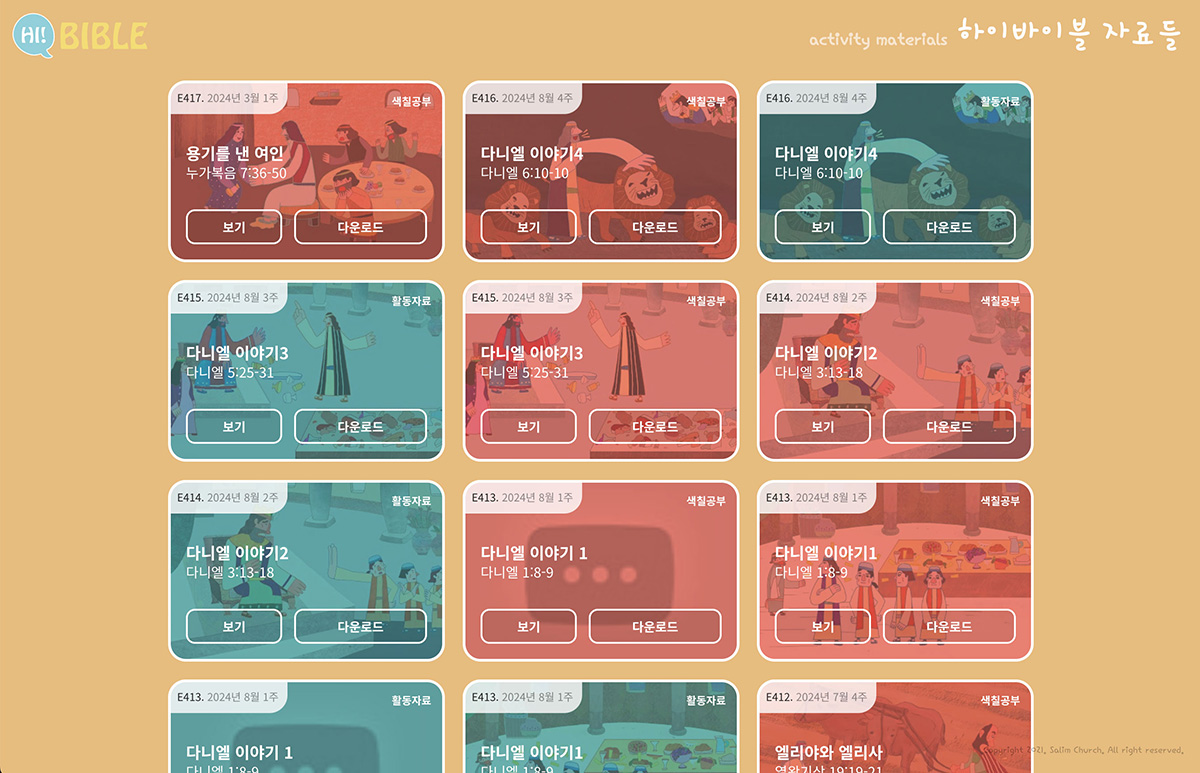 HI! BIBLE
activity materials 하이바이블 자료들
E417. 2024년 3월 1주 색칠공부
용기를 낸 여인
누가복음 7:36-50
보기 다운로드
E416. 2024년 8월 4주 색칠공부
다니엘 이야기4
다니엘 6:10-10
보기 다운로드
E416. 2024년 8월 4주 활동자료
다니엘 이야기4
다니엘 6:10-10
보기 다운로드
E415. 2024년 8월 3주 활동자료
다니엘 이야기3
다니엘 5:25-31
보기 다운로드
E415. 2024년 8월 3주 색칠공부
다니엘 이야기3
다니엘 5:25-31
보기 다운로드
E414. 2024년 8월 2주 색칠공부
다니엘 이야기2
다니엘 3:13-18
보기 다운로드
E414. 2024년 8월 2주 활동자료
다니엘 이야기2
다니엘 3:13-18
보기 다운로드
E413. 2024년 8월 1주 색칠공부
다니엘 이야기 1
다니엘 1:8-9
보기 다운로드
E413. 2024년 8월 1주 색칠공부
다니엘 이야기1
다니엘 1:8-9
보기 다운로드
E413. 2024년 8월 1주 활동자료
다니엘 이야기 1
다니엘 1:8-9
E413. 2024년 8월 1주 활동자료
다니엘 이야기1
다니엘 1:8-9
E412. 2024년 7월 4주 색칠공부
엘리야와 엘리사
열왕기상 19:19-21
Copyright 2021, Salim Church, All right reserved,